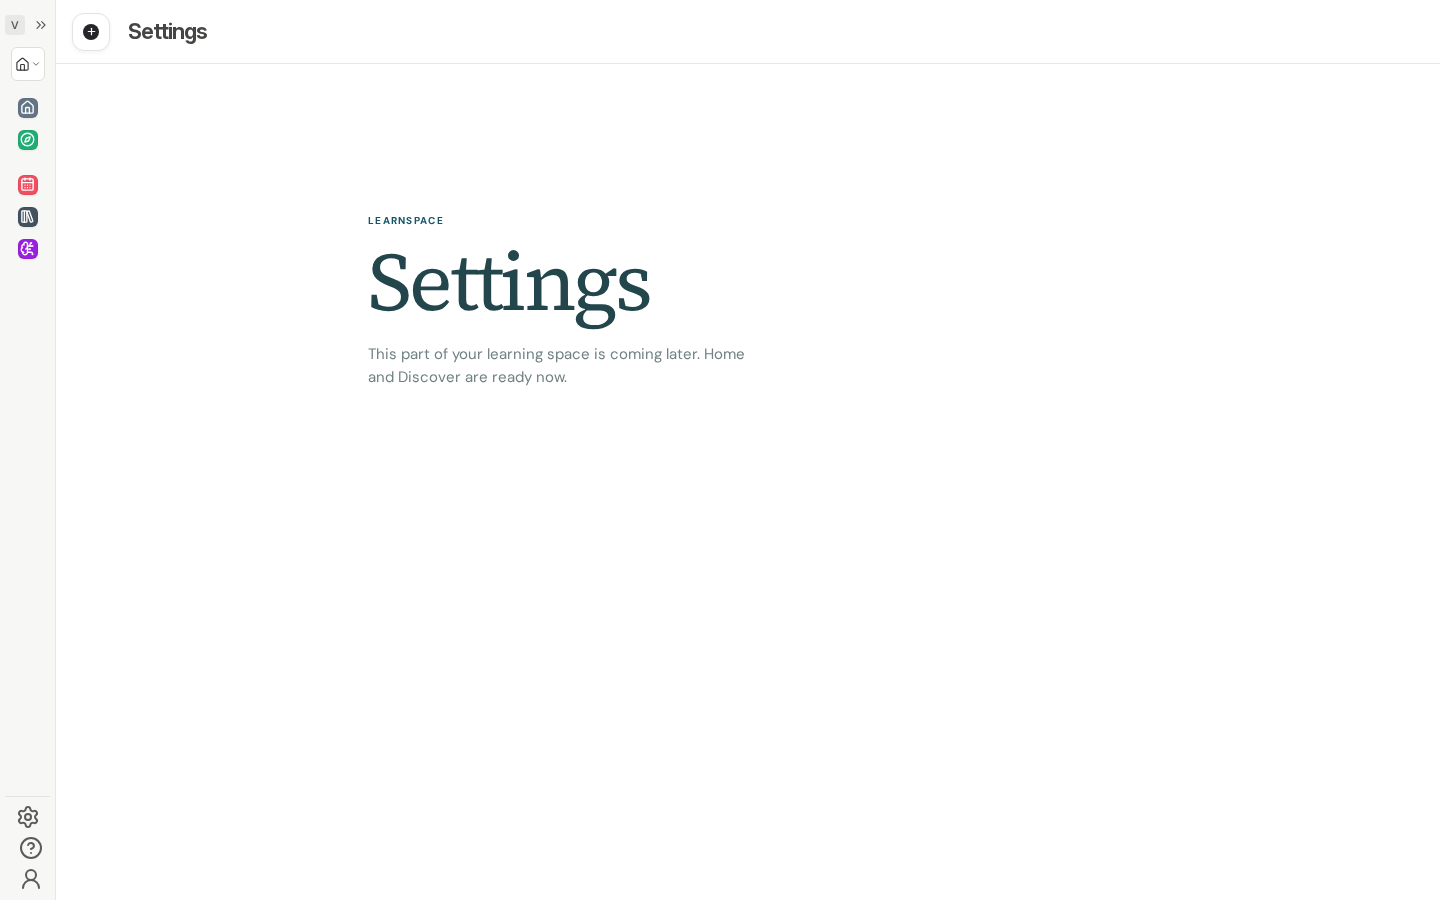 V
Settings
LEARNSPACE
Settings
This part of your learning space is coming later. Home
and Discover are ready now.